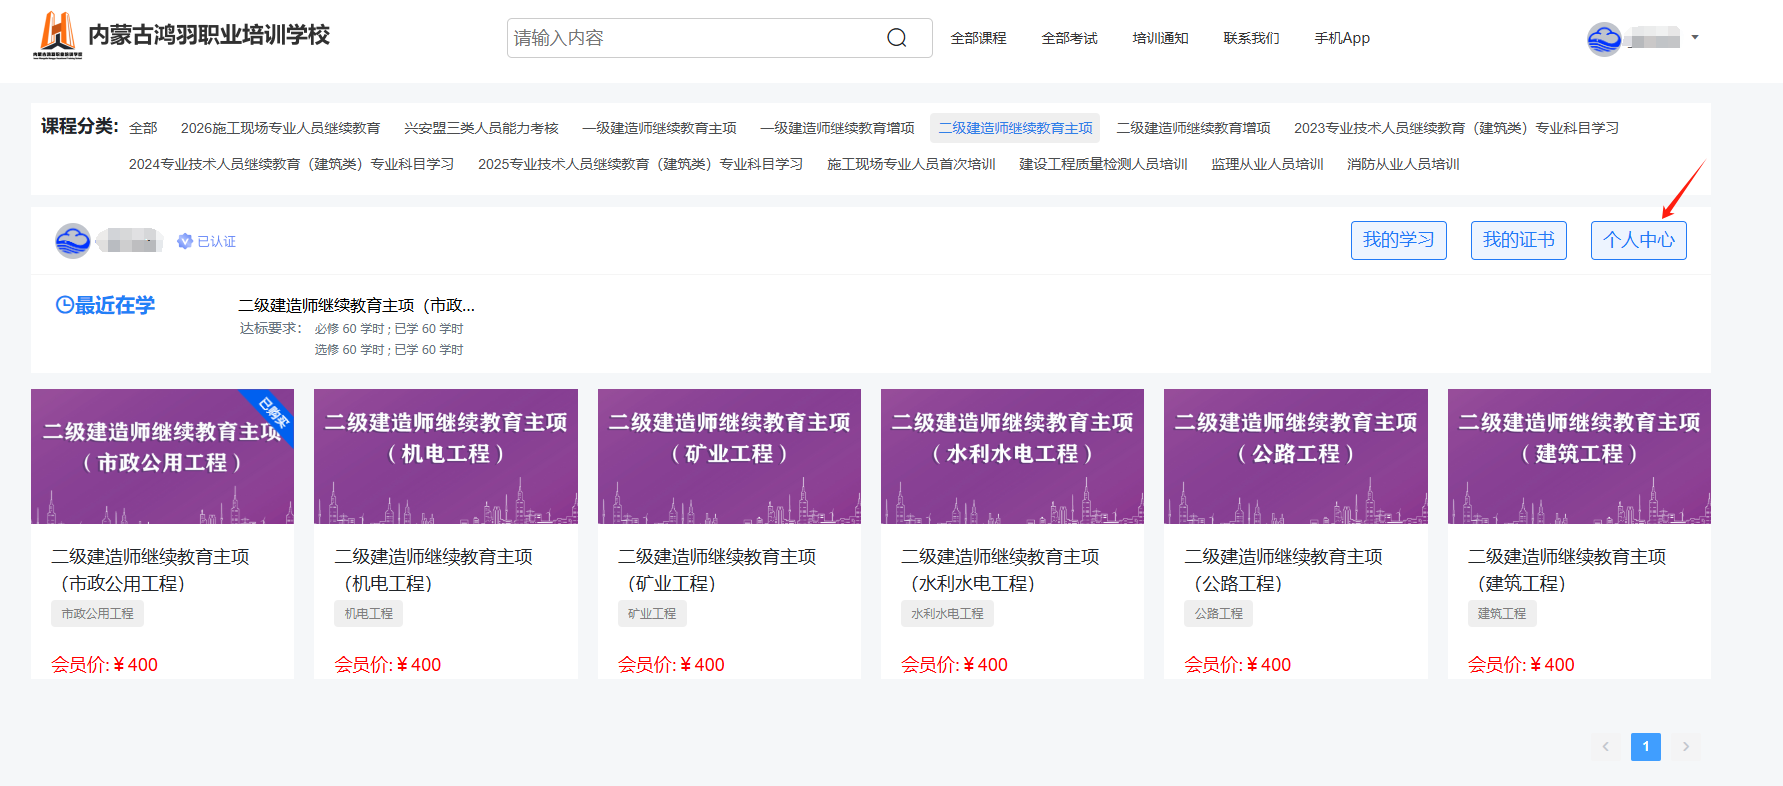 内蒙古鸿羽职业培训学校
请输入内容
全部课程 全部考试 培训通知 联系我们 手机App
课程分类: 全部 2026施工现场专业人员继续教育 兴安盟三类人员能力考核 一级建造师继续教育主项 一级建造师继续教育增项 二级建造师继续教育主项 二级建造师继续教育增项 2023专业技术人员继续教育（建筑类）专业科目学习
2024专业技术人员继续教育（建筑类）专业科目学习 2025专业技术人员继续教育（建筑类）专业科目学习 施工现场专业人员首次培训 建设工程质量检测人员培训 监理从业人员培训 消防从业人员培训
已认证
我的学习 我的证书 个人中心
最近在学
二级建造师继续教育主项（市政...
达标要求： 必修 60 学时 ; 已学 60 学时
选修 60 学时 ; 已学 60 学时
已购买
二级建造师继续教育主项
（市政公用工程）
二级建造师继续教育主项
（机电工程）
二级建造师继续教育主项
（矿业工程）
二级建造师继续教育主项
（水利水电工程）
二级建造师继续教育主项
（公路工程）
二级建造师继续教育主项
（建筑工程）
二级建造师继续教育主项
（市政公用工程）
市政公用工程
会员价: ¥ 400
二级建造师继续教育主项
（机电工程）
机电工程
会员价: ¥ 400
二级建造师继续教育主项
（矿业工程）
矿业工程
会员价: ¥ 400
二级建造师继续教育主项
（水利水电工程）
水利水电工程
会员价: ¥ 400
二级建造师继续教育主项
（公路工程）
公路工程
会员价: ¥ 400
二级建造师继续教育主项
（建筑工程）
建筑工程
会员价: ¥ 400
1